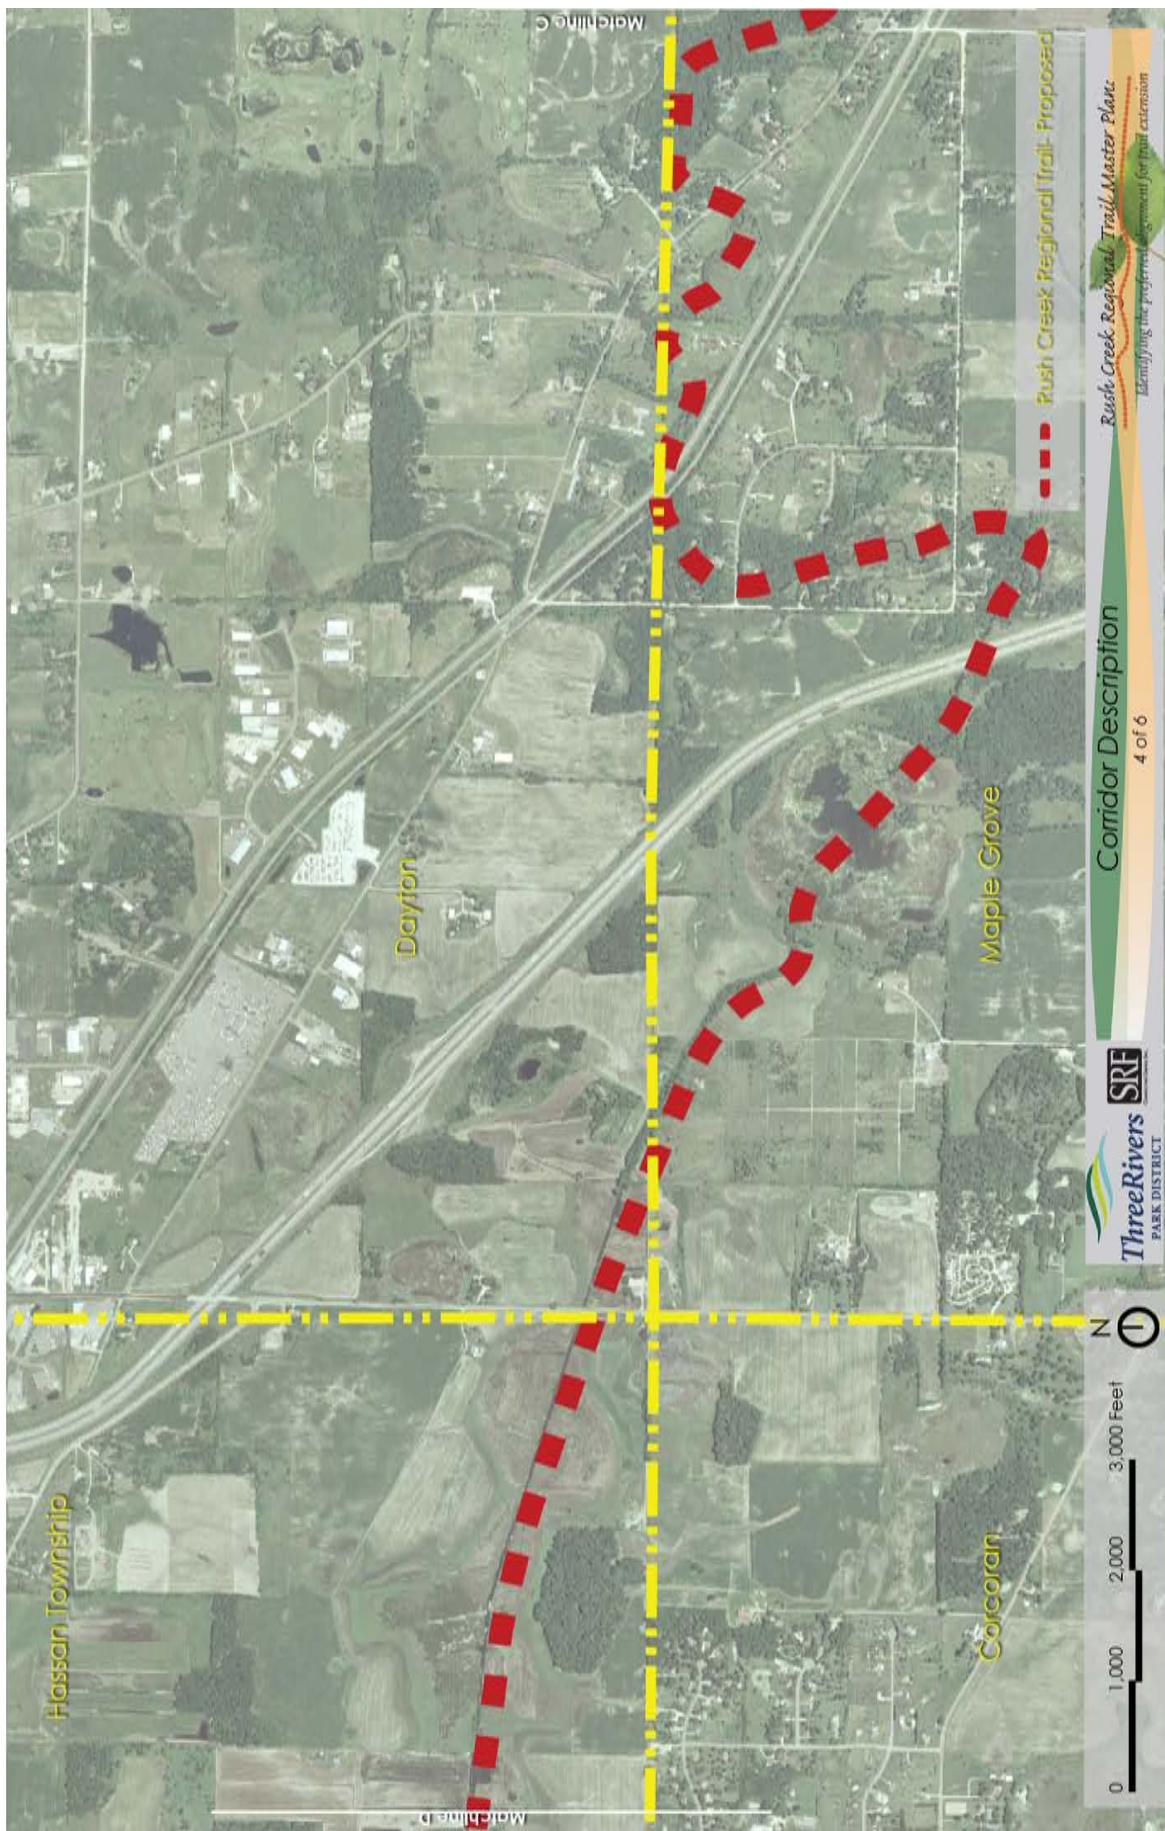 Hassan Township
Dayton
Matchline C
Matchline D
Corcoran
Maple Grove
Rush Creek Regional Trail- Proposed
0
1,000
2,000
3,000 Feet
N
ThreeRivers
PARK DISTRICT
SRF
Corridor Description
4 of 6
Rush Creek Regional Trail Master Plan:
Identifying the preferred alignment for trail extension